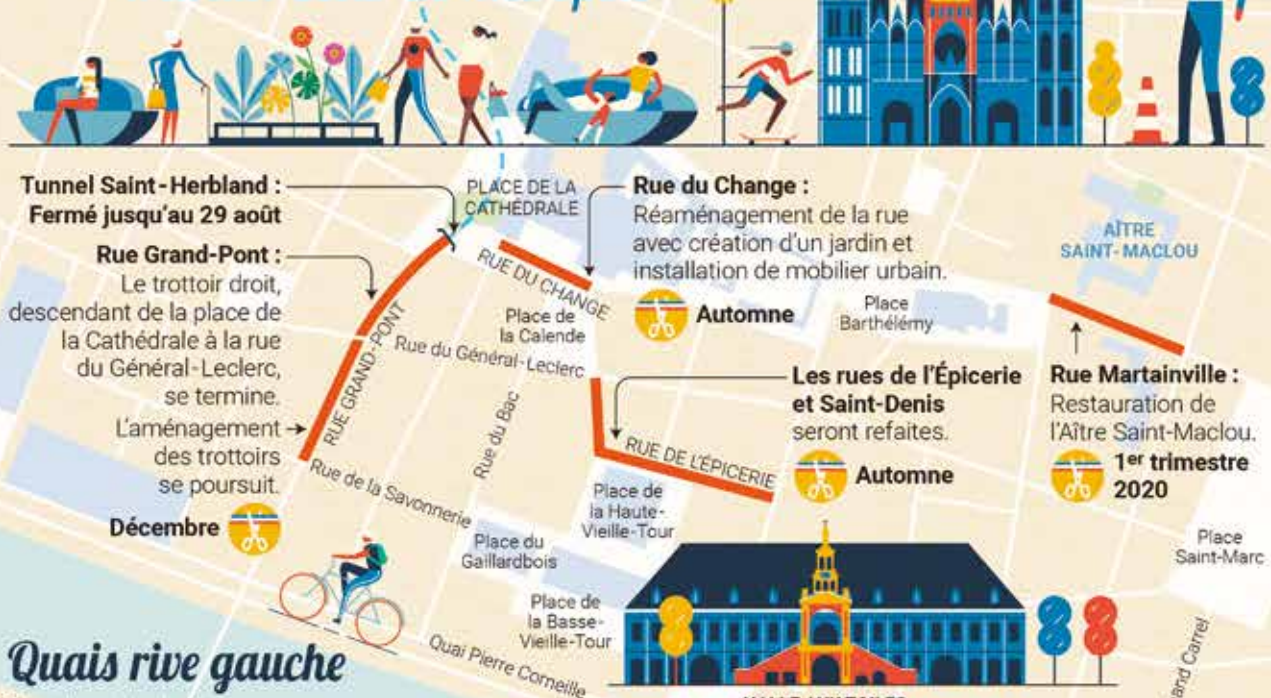 Tunnel Saint-Herbland :
Fermé jusqu'au 29 août
PLACE DE LA
CATHÉDRALE
Rue du Change :
Réaménagement de la rue
avec création d'un jardin et
installation de mobilier urbain.
Automne
AÎTRE
SAINT-MACLOU
Rue Grand-Pont :
Le trottoir droit,
descendant de la place de
la Cathédrale à la rue
du Général-Leclerc,
se termine.
L'aménagement
des trottoirs
se poursuit.
Décembre
RUE DU CHANGE
Place de
la Calende
Place
Barthélémy
RUE GRAND-PONT
Rue du Général-Leclerc
Rue du Bac
Rue de la Savonnerie
Les rues de l'Épicerie
et Saint-Denis
seront refaites.
Automne
RUE DE L'ÉPICERIE
Rue Martainville :
Restauration de
l'Aître Saint-Maclou.
1er trimestre
2020
Place de
la Haute-
Vieille-Tour
Place du
Gaillardbois
Place
Saint-Marc
Place de
la Basse-
Vieille-Tour
Quai Pierre Corneille
Quais rive gauche
Carrel